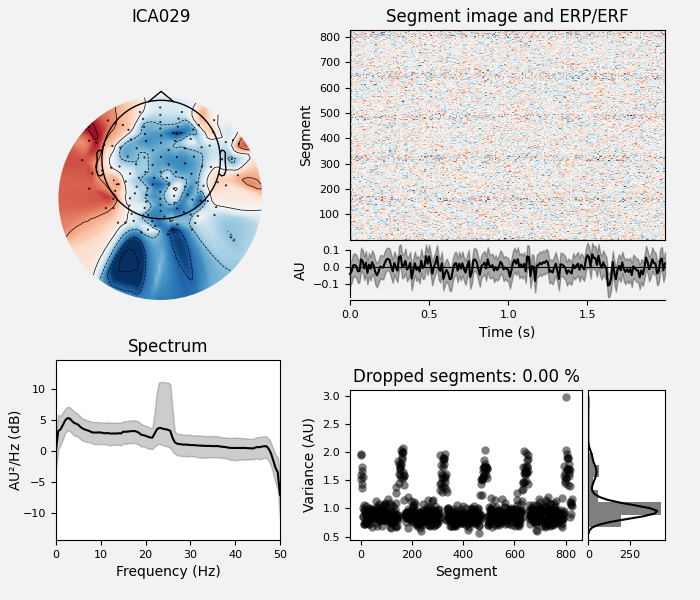 ICA029
Segment image and ERP/ERF
800
700
600
500
400
300
200
100
Segment
0.1
0.0
−0.1
AU
0.0 0.5 1.0 1.5
Time (s)
Spectrum
10
5
0
−5
−10
AU²/Hz (dB)
0 10 20 30 40 50
Frequency (Hz)
Dropped segments: 0.00 %
3.0
2.5
2.0
1.5
1.0
0.5
Variance (AU)
0 200 400 600 800
Segment
0 250